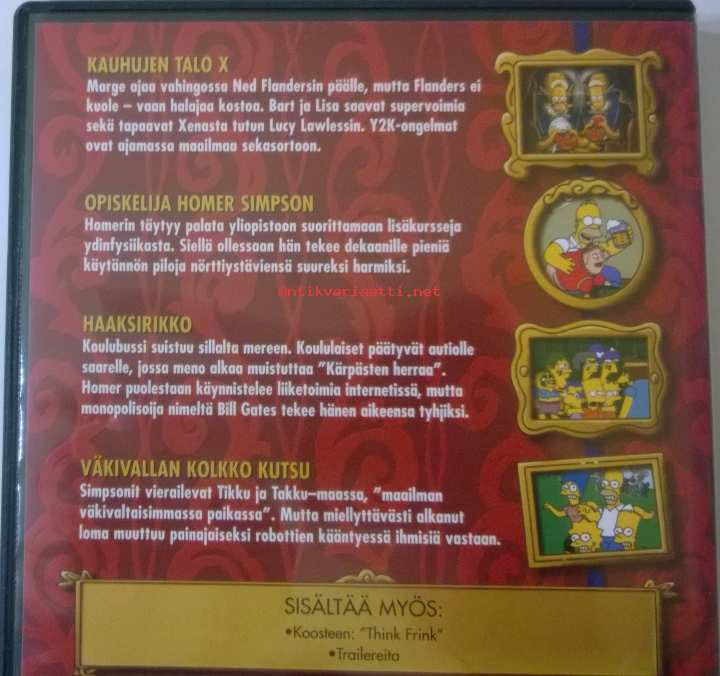 KAUHUJEN TALO X
Marge ajaa vahingossa Ned Flandersin päälle, mutta Flanders ei
kuole – vaan halajaa kostoa. Bart ja Lisa saavat supervoimia
sekä tapaavat Xenasta tutun Lucy Lawlessin. Y2K-ongelmat
ovat ajamassa maailmaa sekasortoon.
OPISKELIJA HOMER SIMPSON
Homerin täytyy palata yliopistoon suorittamaan lisäkursseja
ydinfysiikasta. Siellä ollessaan hän tekee dekaanille pieniä
käytännön piloja nörttiystäviensä suureksi harmiksi.
Antikvariaatti.net
HAAKSIRIKKO
Koulubussi suistuu sillalta mereen. Koululaiset päätyvät autiolle
saarelle, jossa meno alkaa muistuttaa "Kärpästen herraa".
Homer puolestaan käynnistelee liiketoimia internetissä, mutta
monopolisoija nimeltä Bill Gates tekee hänen aikeensa tyhjiksi.
VÄKIVALLAN KOLKKO KUTSU
Simpsonit vierailevat Tikku ja Takku–maassa, "maailman
väkivaltaisimmassa paikassa". Mutta miellyttävästi alkanut
loma muuttuu painajaiseksi robottien kääntyessä ihmisiä vastaan.
SISÄLTÄÄ MYÖS:
•Koosteen: "Think Frink"
•Trailereita